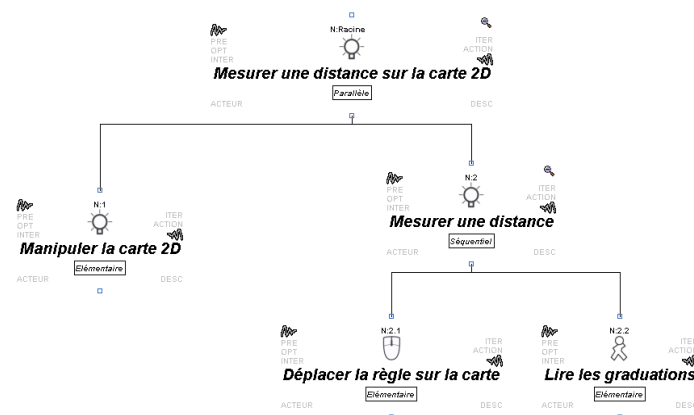 N:Racine
PRE
OPT
INTER
ITER
ACTION
Mesurer une distance sur la carte 2D
Parallèle
ACTEUR
DESC
N:1
PRE
OPT
INTER
ITER
ACTION
Manipuler la carte 2D
Elémentaire
ACTEUR
DESC
N:2
PRE
OPT
INTER
ITER
ACTION
Mesurer une distance
Séquentiel
ACTEUR
DESC
N:2.1
PRE
OPT
INTER
ITER
ACTION
Déplacer la règle sur la carte
Elémentaire
ACTEUR
DESC
N:2.2
PRE
OPT
INTER
ITER
ACTION
Lire les graduations
Elémentaire
ACTEUR
DESC